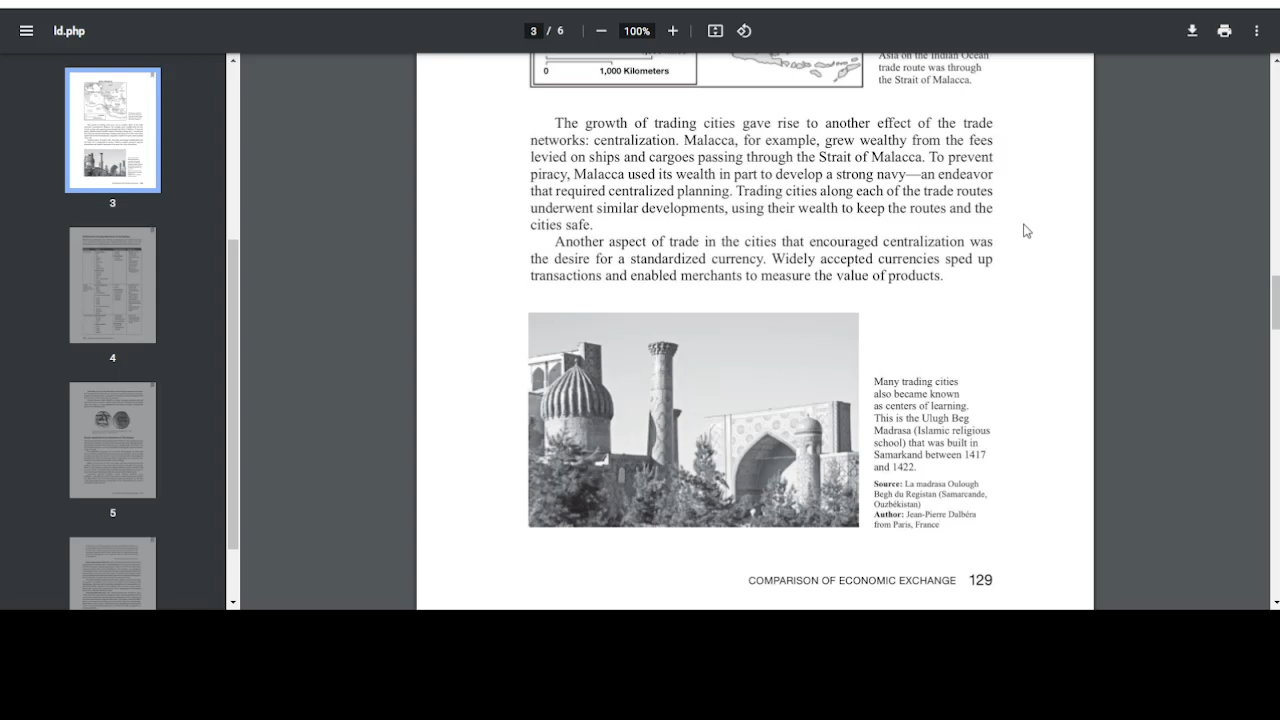 ld.php
3 / 6
100%
Asia on the Indian Ocean
trade route was through
the Strait of Malacca.
0 1,000 Kilometers
The growth of trading cities gave rise to another effect of the trade
networks: centralization. Malacca, for example, grew wealthy from the fees
levied on ships and cargoes passing through the Strait of Malacca. To prevent
piracy, Malacca used its wealth in part to develop a strong navy—an endeavor
that required centralized planning. Trading cities along each of the trade routes
underwent similar developments, using their wealth to keep the routes and the
cities safe.
Another aspect of trade in the cities that encouraged centralization was
the desire for a standardized currency. Widely accepted currencies sped up
transactions and enabled merchants to measure the value of products.
Many trading cities
also became known
as centers of learning.
This is the Ulugh Beg
Madrasa (Islamic religious
school) that was built in
Samarkand between 1417
and 1422.
Source: La madrasa Oulough
Begh du Registan (Samarcande,
Ouzbékistan)
Author: Jean-Pierre Dalbéra
from Paris, France
COMPARISON OF ECONOMIC EXCHANGE 129
3
4
5